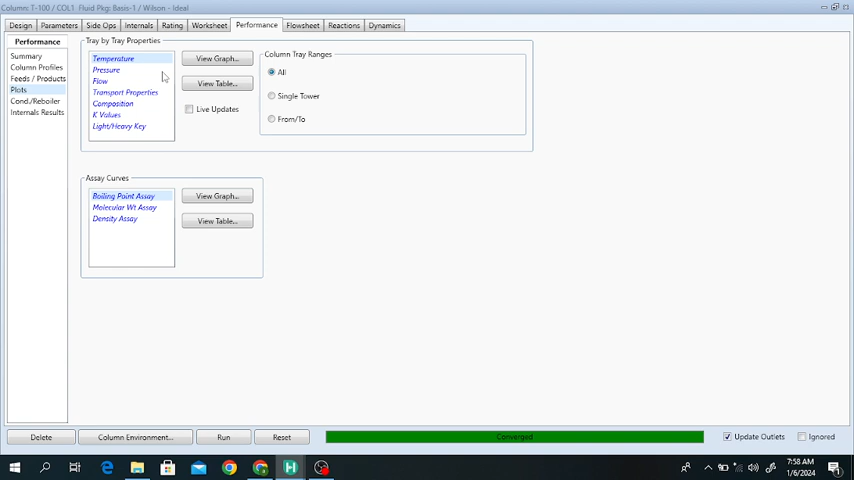 Column: T-100 / COL1 Fluid Pkg: Basis-1 / Wilson - Ideal
Design Parameters Side Ops Internals Rating Worksheet Performance Flowsheet Reactions Dynamics
Performance
Summary
Column Profiles
Feeds / Products
Plots
Cond./Reboiler
Internals Results
Tray by Tray Properties
Temperature
Pressure
Flow
Transport Properties
Composition
K Values
Light/Heavy Key
View Graph...
View Table...
Live Updates
Column Tray Ranges
All
Single Tower
From/To
Assay Curves
Boiling Point Assay
Molecular Wt Assay
Density Assay
View Graph...
View Table...
Delete Column Environment... Run Reset Converged Update Outlets Ignored
7:58 AM
1/6/2024